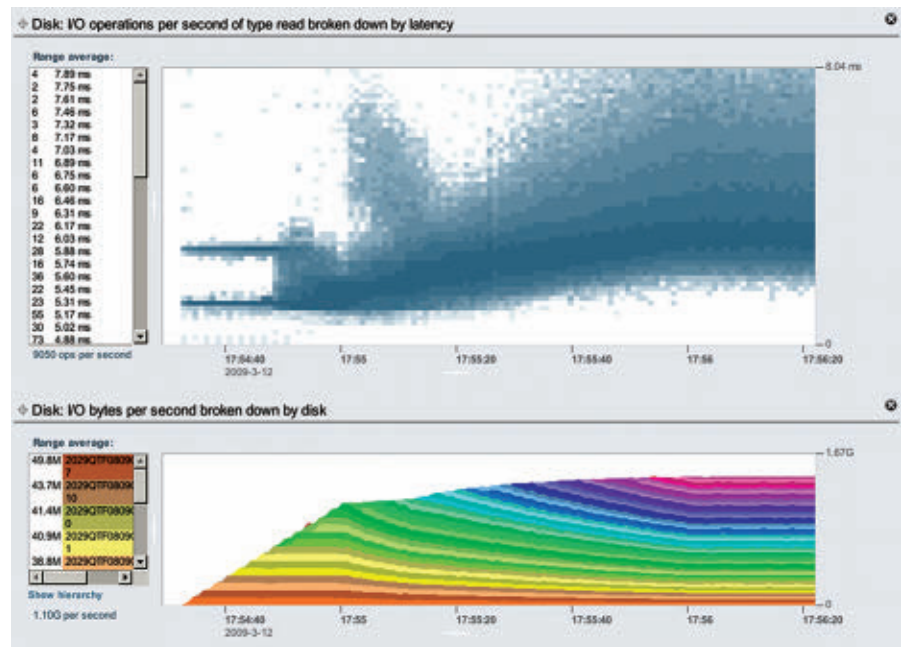 Disk: I/O operations per second of type read broken down by latency
Range average:
4 7.89 ms
2 7.75 ms
2 7.61 ms
6 7.46 ms
3 7.32 ms
8 7.17 ms
4 7.03 ms
11 6.89 ms
6 6.75 ms
6 6.60 ms
16 6.46 ms
9 6.31 ms
22 6.17 ms
12 6.03 ms
28 5.88 ms
16 5.74 ms
36 5.60 ms
22 5.45 ms
23 5.31 ms
55 5.17 ms
30 5.02 ms
73 4.88 ms
9050 ops per second
8.04 ms
0
17:54:40 17:55 17:55:20 17:55:40 17:56 17:56:20
2009-3-12
Disk: I/O bytes per second broken down by disk
Range average:
49.8M 2029QTF0809
7
43.7M 2029QTF0809
10
41.4M 2029QTF0809
0
40.9M 2029QTF0809
1
38.8M 2029QTF0809
Show hierarchy
1.10G per second
1.67G
0
17:54:40 17:55 17:55:20 17:55:40 17:56 17:56:20
2009-3-12